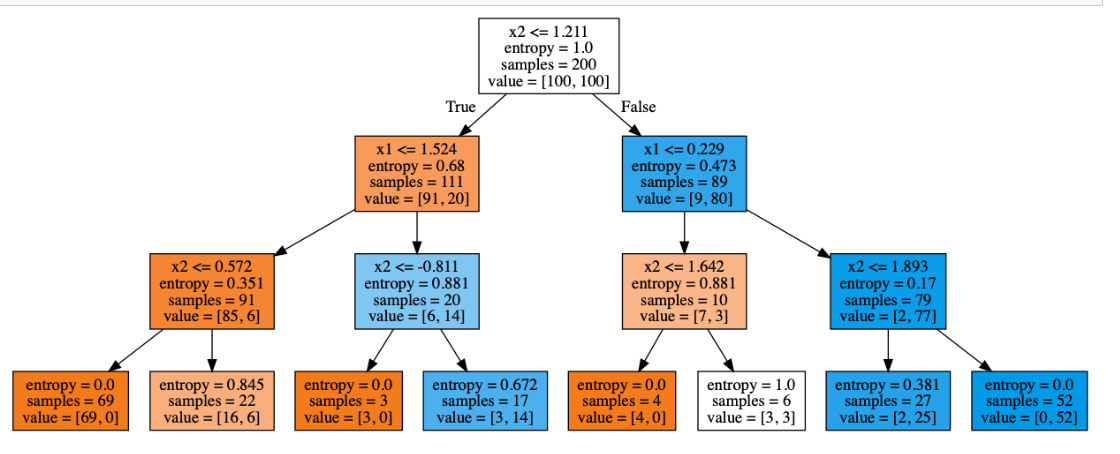 x2 <= 1.211
entropy = 1.0
samples = 200
value = [100, 100]
True
False
x1 <= 1.524
entropy = 0.68
samples = 111
value = [91, 20]
x1 <= 0.229
entropy = 0.473
samples = 89
value = [9, 80]
x2 <= 0.572
entropy = 0.351
samples = 91
value = [85, 6]
x2 <= -0.811
entropy = 0.881
samples = 20
value = [6, 14]
x2 <= 1.642
entropy = 0.881
samples = 10
value = [7, 3]
x2 <= 1.893
entropy = 0.17
samples = 79
value = [2, 77]
entropy = 0.0
samples = 69
value = [69, 0]
entropy = 0.845
samples = 22
value = [16, 6]
entropy = 0.0
samples = 3
value = [3, 0]
entropy = 0.672
samples = 17
value = [3, 14]
entropy = 0.0
samples = 4
value = [4, 0]
entropy = 1.0
samples = 6
value = [3, 3]
entropy = 0.381
samples = 27
value = [2, 25]
entropy = 0.0
samples = 52
value = [0, 52]